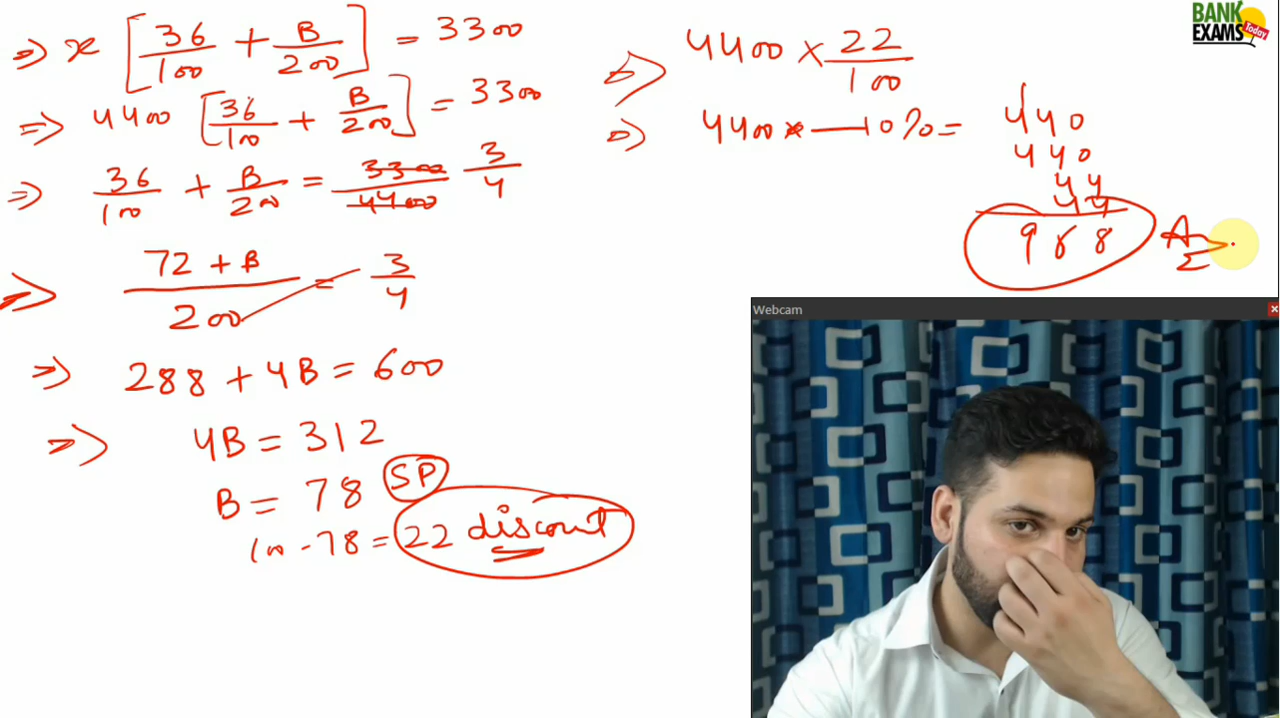 ⇒ x [36/100 + B/200] = 3300
⇒ 4400 [36/100 + B/200] = 3300
⇒ 36/100 + B/200 = 3300/4400 3/4
⇒ 72 + B/200 = 3/4
⇒ 288 + 4B = 600
⇒ 4B = 312
B = 78 SP
100 - 78 = 22 discout
⇒ 4400 × 22/100
⇒ 4400 × — 10% =
440
440
44
44
968 Ans
BANK
EXAMS Today
Webcam